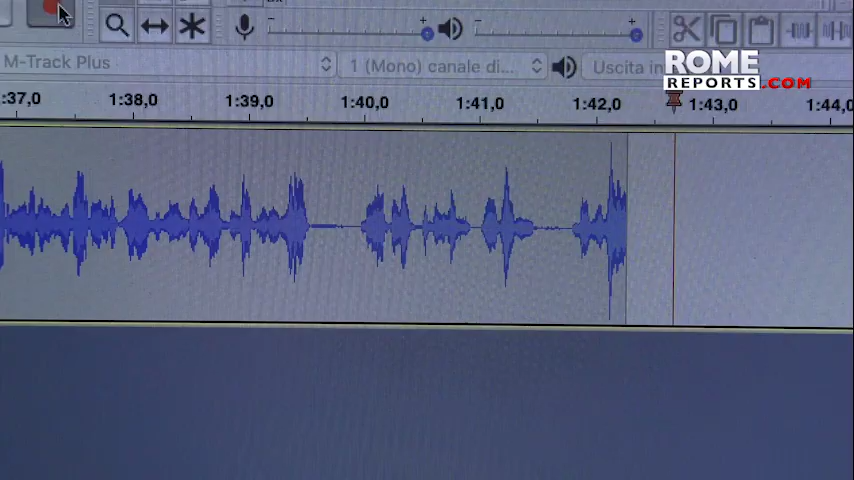 ROME
REPORTS.COM
M-Track Plus 1 (Mono) canale di... Uscita in
:37,0 1:38,0 1:39,0 1:40,0 1:41,0 1:42,0 1:43,0 1:44,0